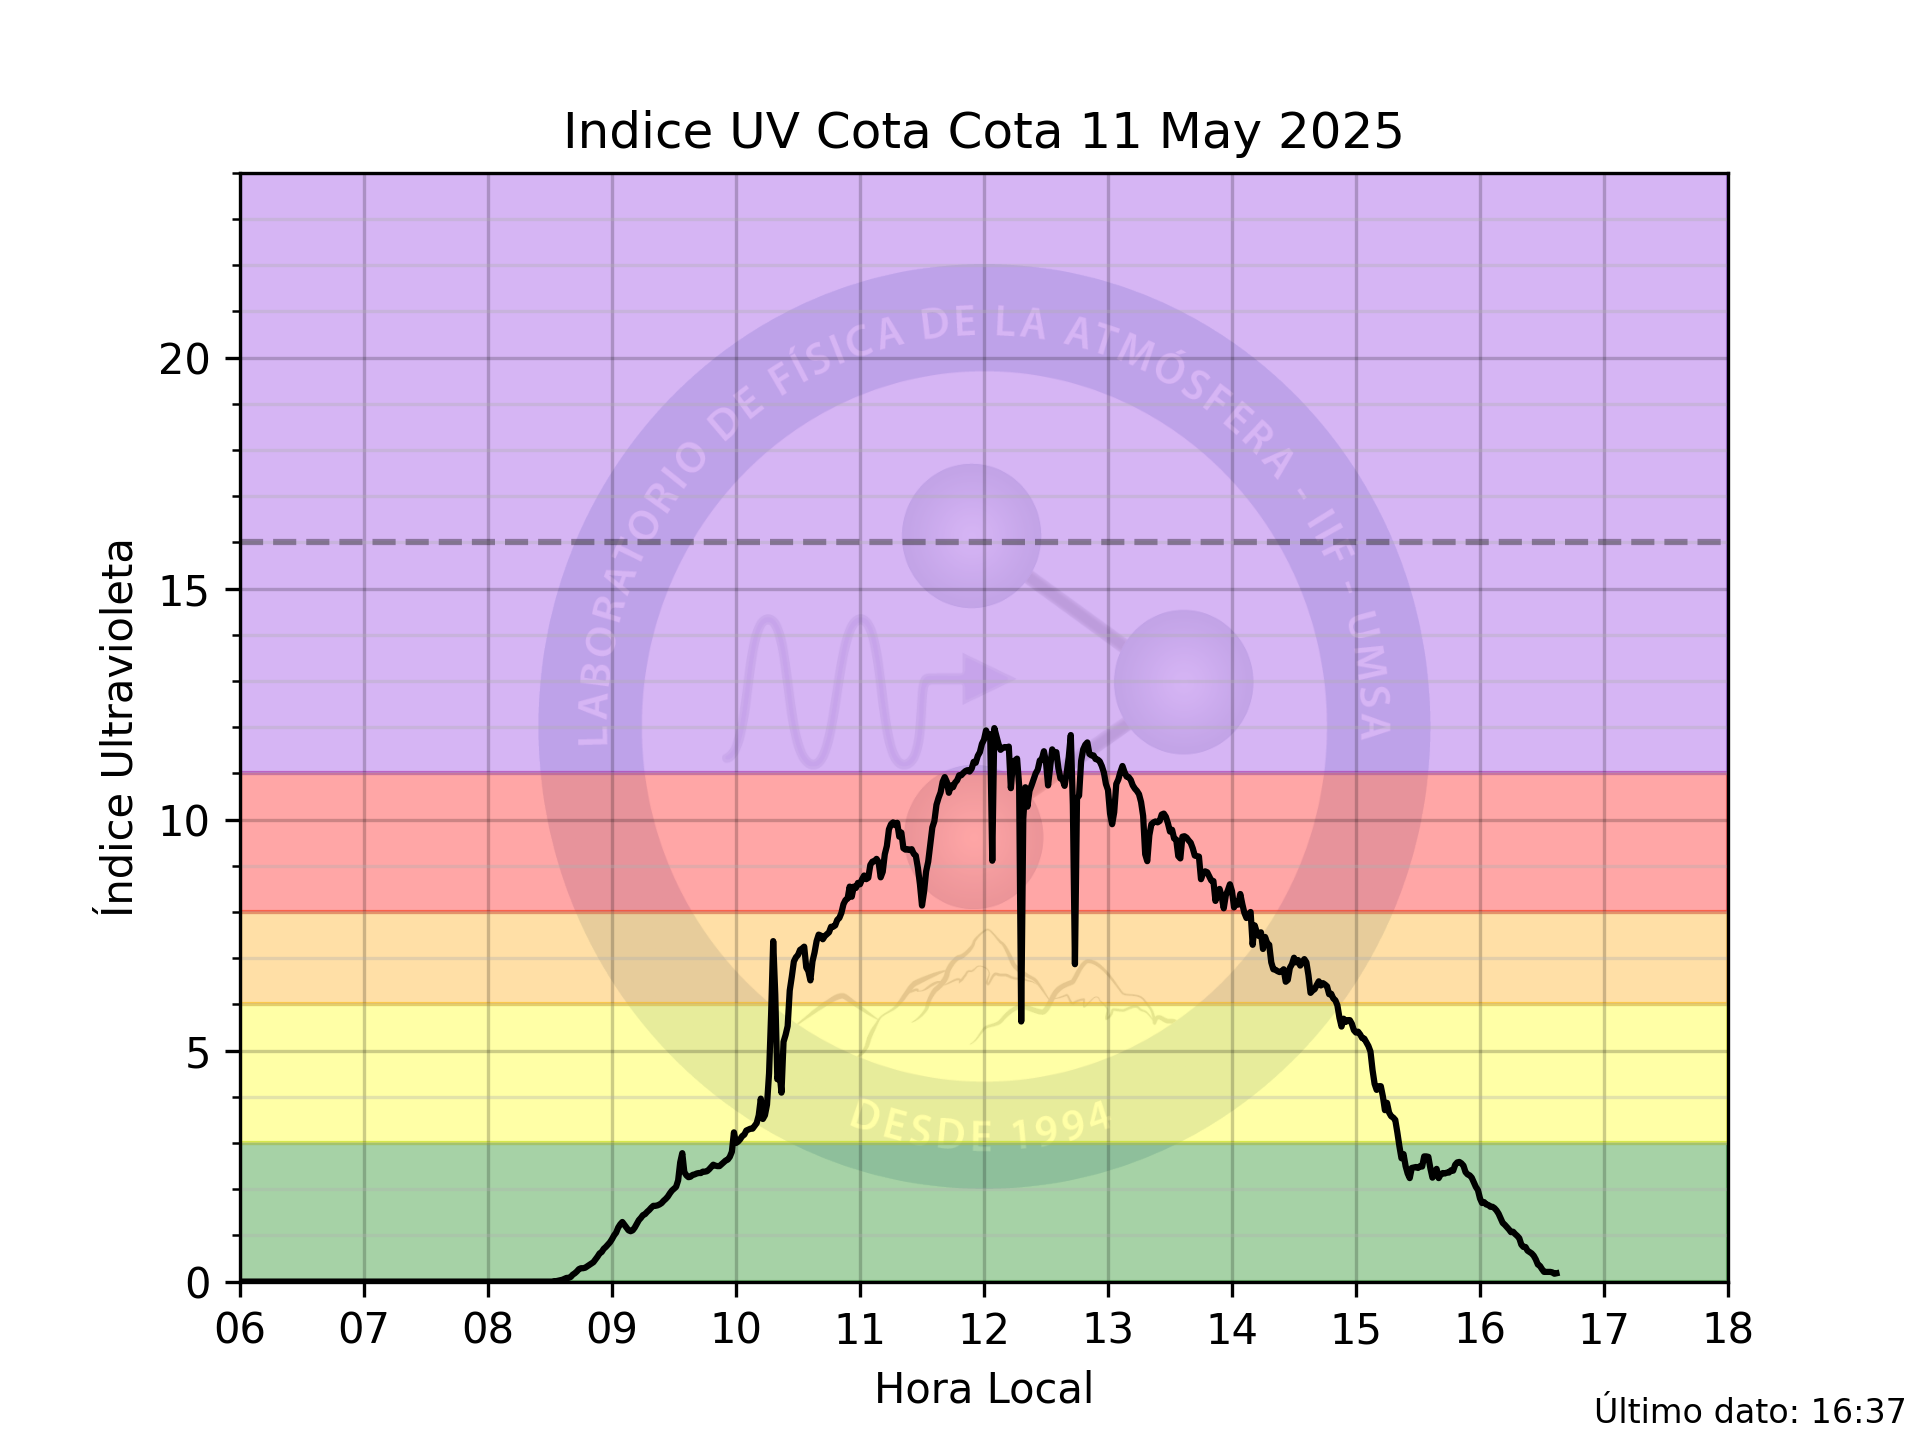 Indice UV Cota Cota 11 May 2025
20
15
10
5
0
Índice Ultravioleta
LABORATORIO DE FÍSICA DE LA ATMÓSFERA - IIF - UMSA
DESDE 1994
06 07 08 09 10 11 12 13 14 15 16 17 18
Hora Local
Último dato: 16:37